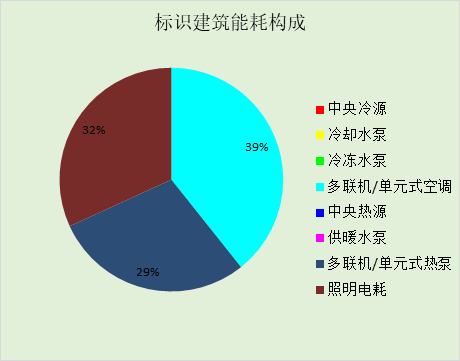 标识建筑能耗构成
39%
32%
29%
中央冷源
冷却水泵
冷冻水泵
多联机/单元式空调
中央热源
供暖水泵
多联机/单元式热泵
照明电耗